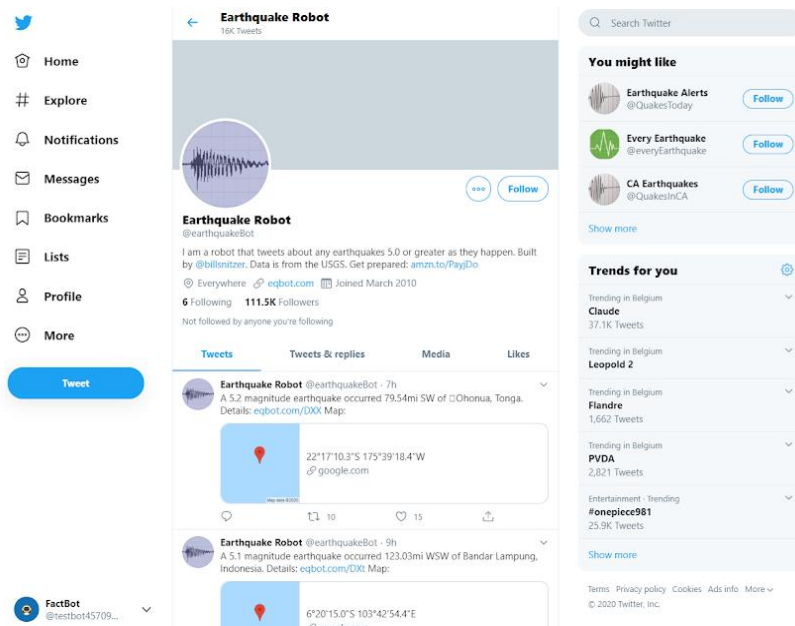 Home
Explore
Notifications
Messages
Bookmarks
Lists
Profile
More
Tweet
FactBot
@testbot45709...
Earthquake Robot
16K Tweets
Follow
Earthquake Robot
@earthquakeBot
I am a robot that tweets about any earthquakes 5.0 or greater as they happen. Built
by @billsnitzer. Data is from the USGS. Get prepared: amzn.to/PayjDo
Everywhere eqbot.com Joined March 2010
6 Following 111.5K Followers
Not followed by anyone you're following
Tweets Tweets & replies Media Likes
Earthquake Robot @earthquakeBot · 7h
A 5.2 magnitude earthquake occurred 79.54mi SW of □Ohonua, Tonga.
Details: eqbot.com/DXX Map:
22°17'10.3"S 175°39'18.4"W
google.com
10 15
Earthquake Robot @earthquakeBot · 9h
A 5.1 magnitude earthquake occurred 123.03mi WSW of Bandar Lampung,
Indonesia. Details: eqbot.com/DXt Map:
6°20'15.0"S 103°42'54.4"E
Search Twitter
You might like
Earthquake Alerts
@QuakesToday
Follow
Every Earthquake
@everyEarthquake
Follow
CA Earthquakes
@QuakesInCA
Follow
Show more
Trends for you
Trending in Belgium
Claude
37.1K Tweets
Trending in Belgium
Leopold 2
Trending in Belgium
Flandre
1,662 Tweets
Trending in Belgium
PVDA
2,821 Tweets
Entertainment · Trending
#onepiece981
25.9K Tweets
Show more
Terms Privacy policy Cookies Ads info More
© 2020 Twitter, Inc.